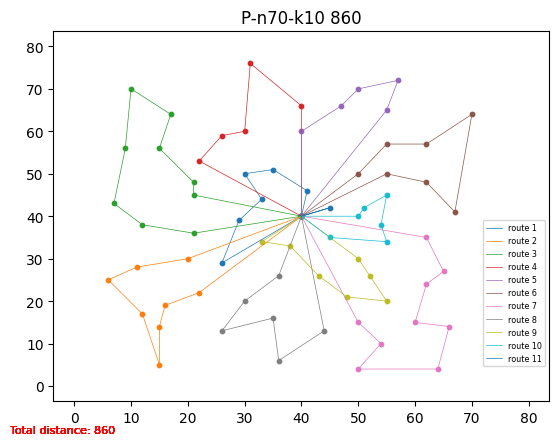 P-n70-k10 860
80
70
60
50
40
30
20
10
0
route 1
route 2
route 3
route 4
route 5
route 6
route 7
route 8
route 9
route 10
route 11
0 10 20 30 40 50 60 70 80
Total distance: 860